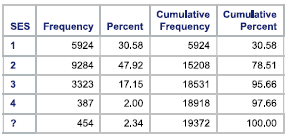 SES Frequency Percent Cumulative Frequency Cumulative Percent
1 5924 30.58 5924 30.58
2 9284 47.92 15208 78.51
3 3323 17.15 18531 95.66
4 387 2.00 18918 97.66
? 454 2.34 19372 100.00